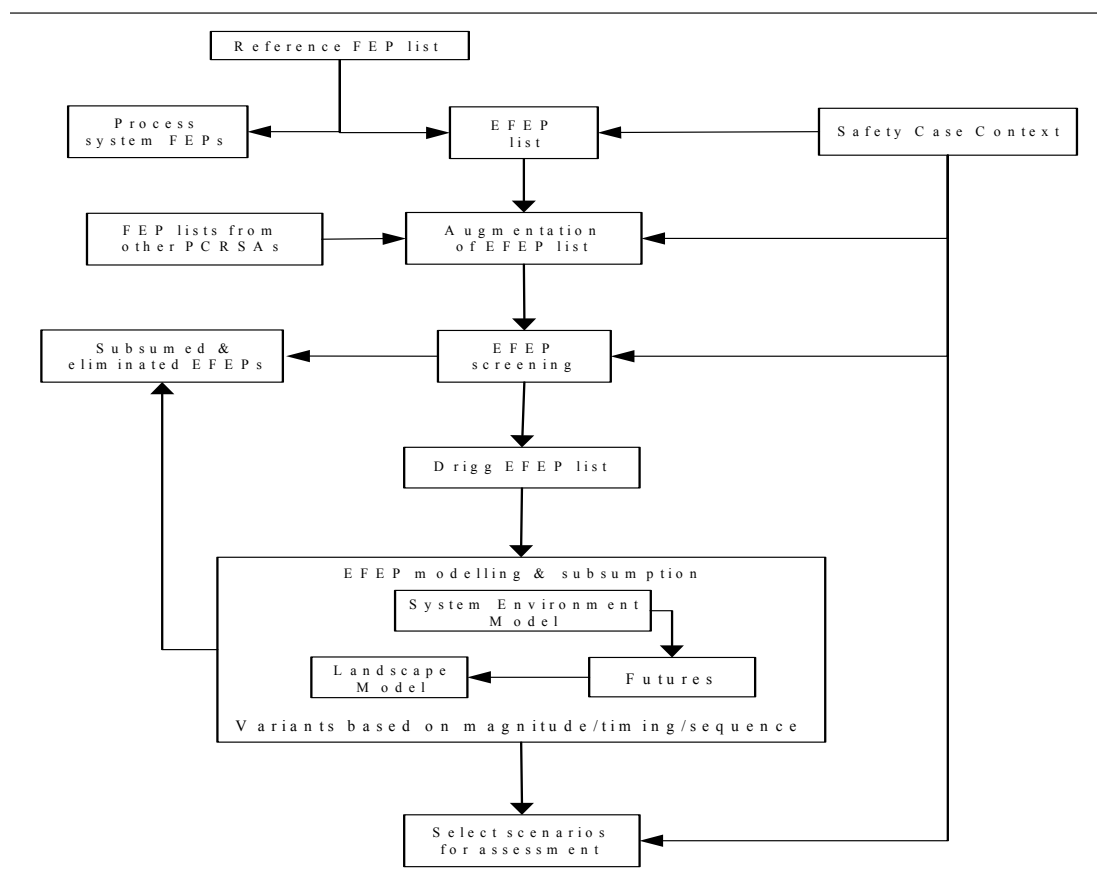 Reference FEP list
Process
system FEPs
EFEP
list
Safety Case Context
FEP lists from
other PCRSAs
Augmentation
of EFEP list
Subsumed &
eliminated EFEPs
EFEP
screening
Drigg EFEP list
EFEP modelling & subsumption
System Environment
Model
Landscape
Model
Futures
Variants based on magnitude/timing/sequence
Select scenarios
for assessment